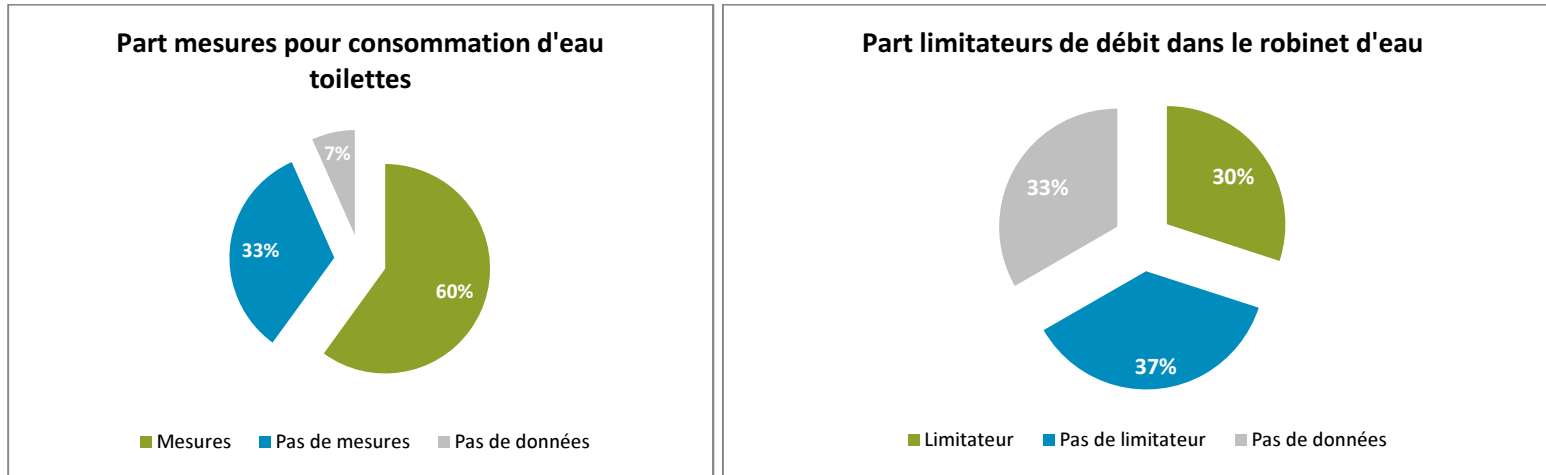 Part mesures pour consommation d'eau
toilettes
7%
33%
60%
Mesures Pas de mesures Pas de données
Part limitateurs de débit dans le robinet d'eau
30%
33%
37%
Limitateur Pas de limitateur Pas de données